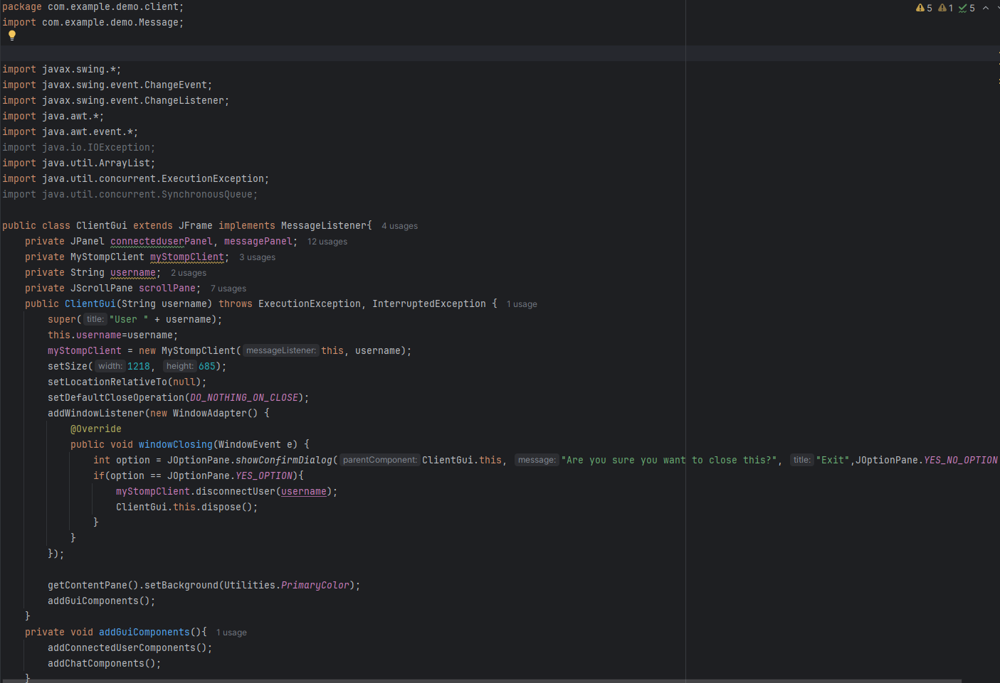 package com.example.demo.client;
5 1 5
import com.example.demo.Message;
import javax.swing.*;
import javax.swing.event.ChangeEvent;
import javax.swing.event.ChangeListener;
import java.awt.*;
import java.awt.event.*;
import java.io.IOException;
import java.util.ArrayList;
import java.util.concurrent.ExecutionException;
import java.util.concurrent.SynchronousQueue;
public class ClientGui extends JFrame implements MessageListener{ 4 usages
private JPanel connecteduserPanel, messagePanel; 12 usages
private MyStompClient myStompClient; 3 usages
private String username; 2 usages
private JScrollPane scrollPane; 7 usages
public ClientGui(String username) throws ExecutionException, InterruptedException { 1 usage
super( title: "User " + username);
this.username=username;
myStompClient = new MyStompClient( messageListener: this, username);
setSize( width: 1218, height: 685);
setLocationRelativeTo(null);
setDefaultCloseOperation(DO_NOTHING_ON_CLOSE);
addWindowListener(new WindowAdapter() {
@Override
public void windowClosing(WindowEvent e) {
int option = JOptionPane.showConfirmDialog( parentComponent: ClientGui.this, message: "Are you sure you want to close this?", title: "Exit",JOptionPane.YES_NO_OPTION
if(option == JOptionPane.YES_OPTION){
myStompClient.disconnectUser(username);
ClientGui.this.dispose();
}
}
});
getContentPane().setBackground(Utilities.PrimaryColor);
addGuiComponents();
}
private void addGuiComponents(){ 1 usage
addConnectedUserComponents();
addChatComponents();
}